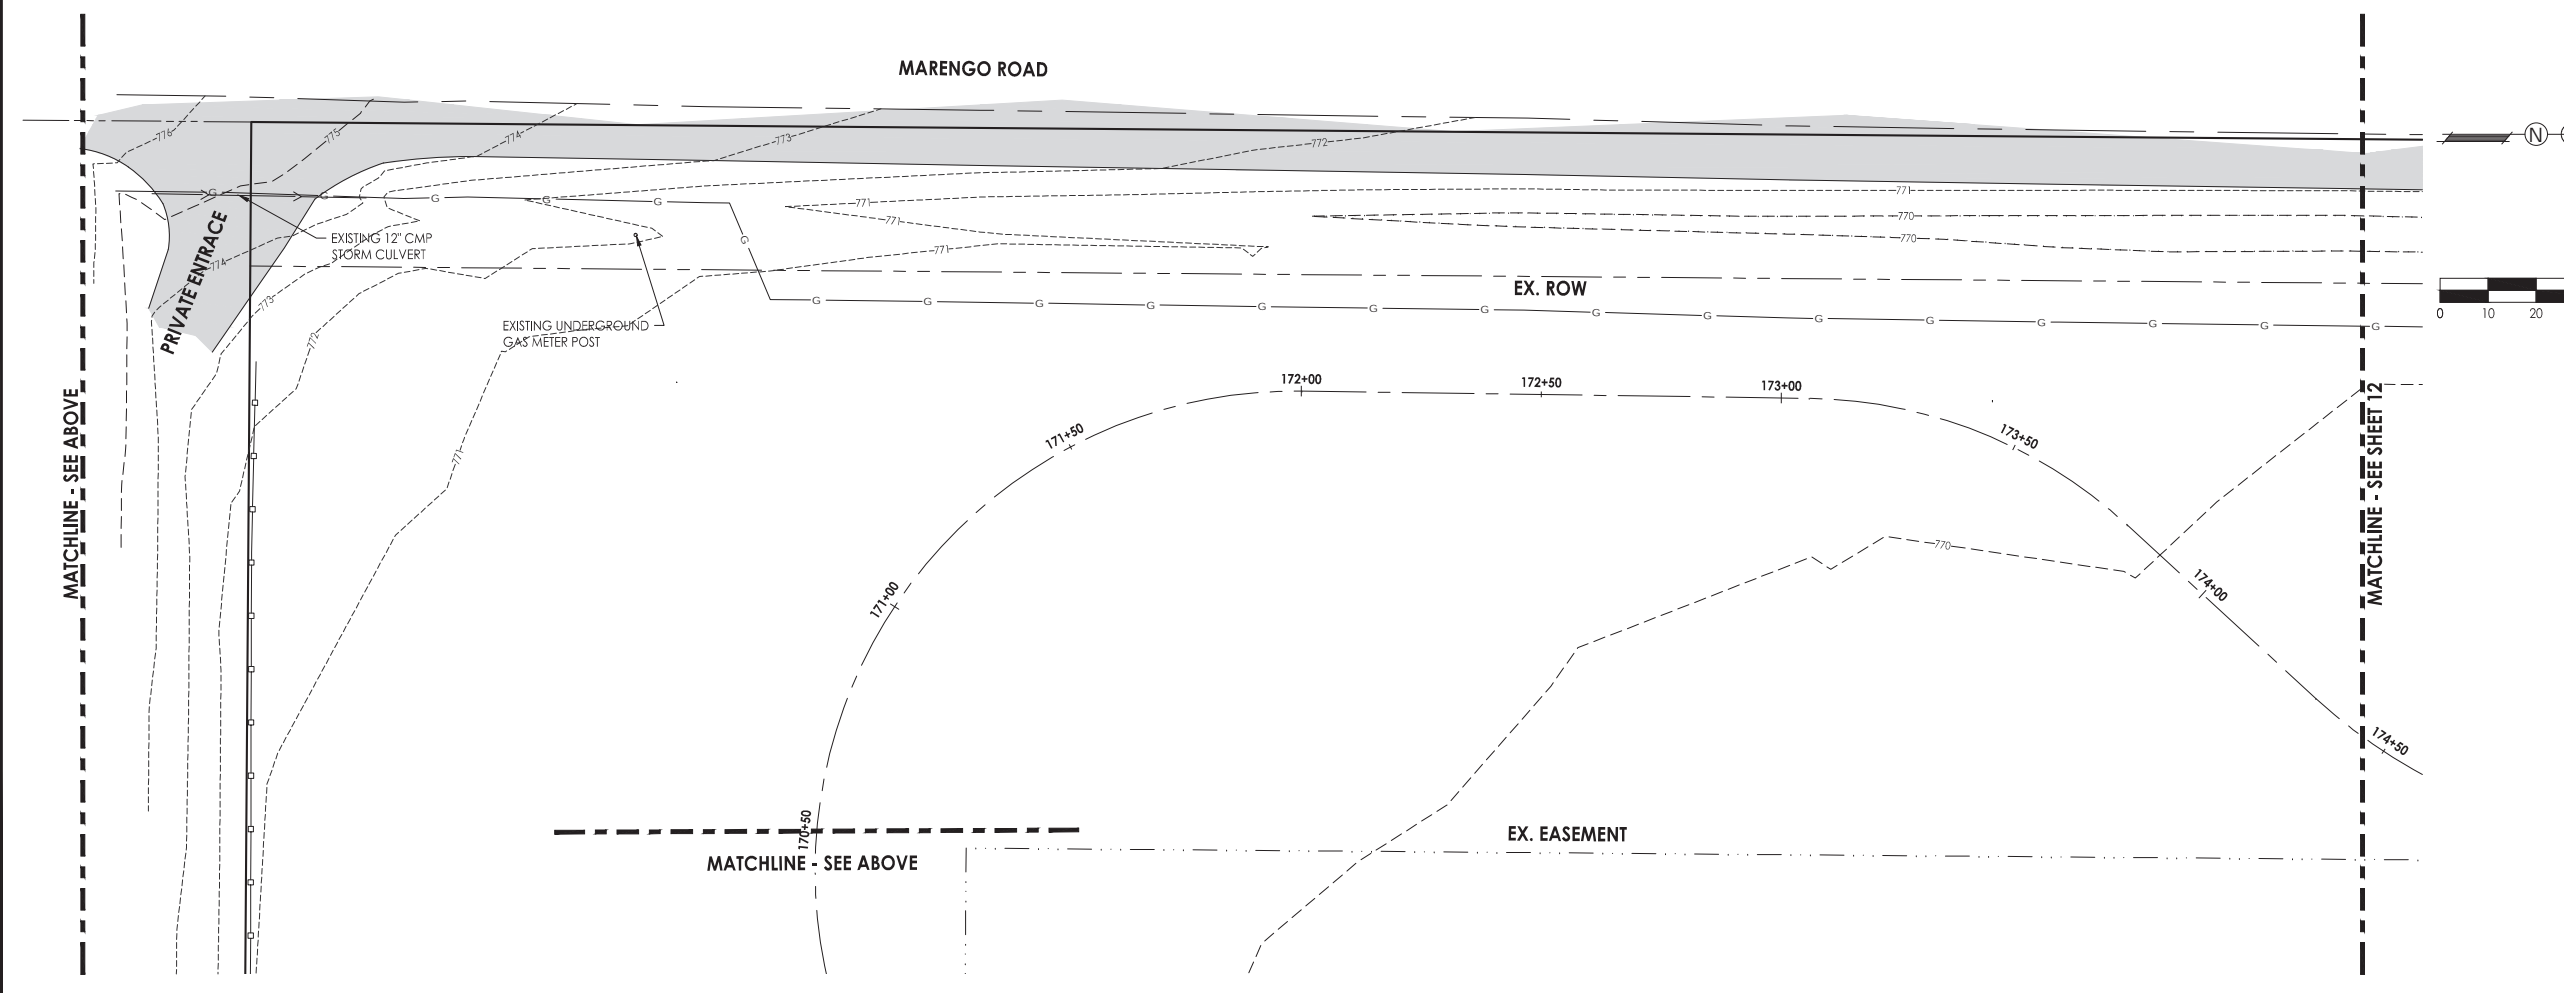 MARENGO ROAD
776
775
774
773
772
N
G G G G G
771
771
771
771
770
770
EXISTING 12" CMP
STORM CULVERT
PRIVATE ENTRACE
774
773
772
G
EX. ROW
G G G G G G G G G G G G G G G
0 10 20
EXISTING UNDERGROUND
GAS METER POST
172+00
172+50
173+00
171+50
173+50
771
MATCHLINE - SEE ABOVE
MATCHLINE - SEE SHEET 12
770
171+00
174+00
174+50
170+50
EX. EASEMENT
MATCHLINE - SEE ABOVE